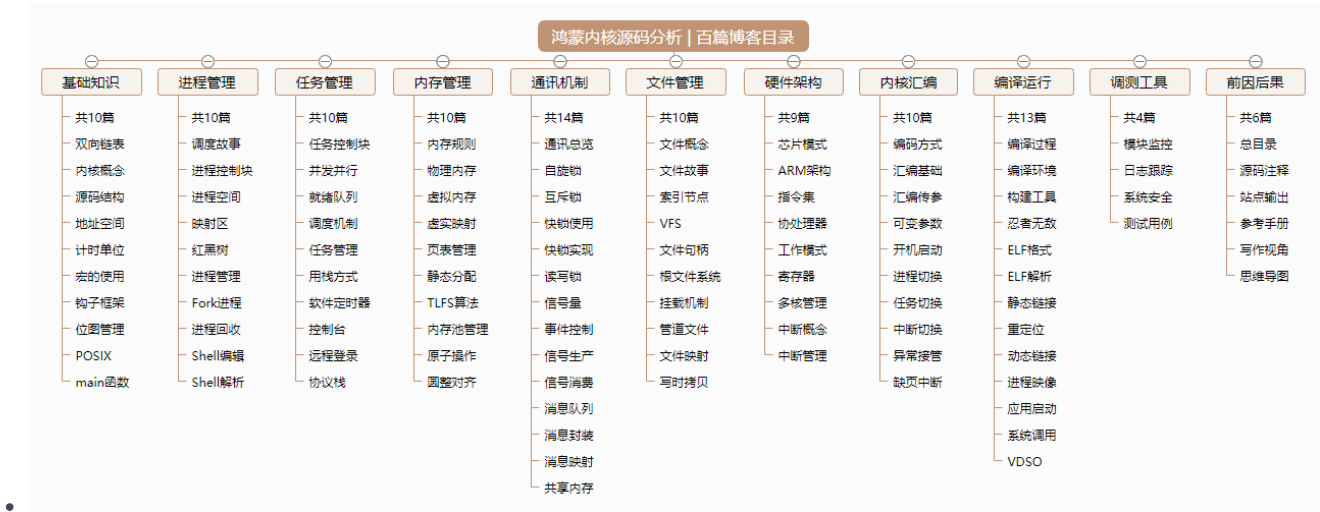 鸿蒙内核源码分析 | 百篇博客目录
基础知识
共10篇
双向链表
内核概念
源码结构
地址空间
计时单位
宏的使用
钩子框架
位图管理
POSIX
main函数
进程管理
共10篇
调度故事
进程控制块
进程空间
映射区
红黑树
进程管理
Fork进程
进程回收
Shell编辑
Shell解析
任务管理
共10篇
任务控制块
并发并行
就绪队列
调度机制
任务管理
用栈方式
软件定时器
控制台
远程登录
协议栈
内存管理
共10篇
内存规则
物理内存
虚拟内存
虚实映射
页表管理
静态分配
TLFS算法
内存池管理
原子操作
圆整对齐
通讯机制
共14篇
通讯总览
自旋锁
互斥锁
快锁使用
快锁实现
读写锁
信号量
事件控制
信号生产
信号消费
消息队列
消息封装
消息映射
共享内存
文件管理
共10篇
文件概念
文件故事
索引节点
VFS
文件句柄
根文件系统
挂载机制
管道文件
文件映射
写时拷贝
硬件架构
共9篇
芯片模式
ARM架构
指令集
协处理器
工作模式
寄存器
多核管理
中断概念
中断管理
内核汇编
共10篇
编码方式
汇编基础
汇编传参
可变参数
开机启动
进程切换
任务切换
中断切换
异常接管
缺页中断
编译运行
共13篇
编译过程
编译环境
构建工具
忍者无敌
ELF格式
ELF解析
静态链接
重定位
动态链接
进程映像
应用启动
系统调用
VDSO
调测工具
共4篇
模块监控
日志跟踪
系统安全
测试用例
前因后果
共6篇
总目录
源码注释
站点输出
参考手册
写作视角
思维导图